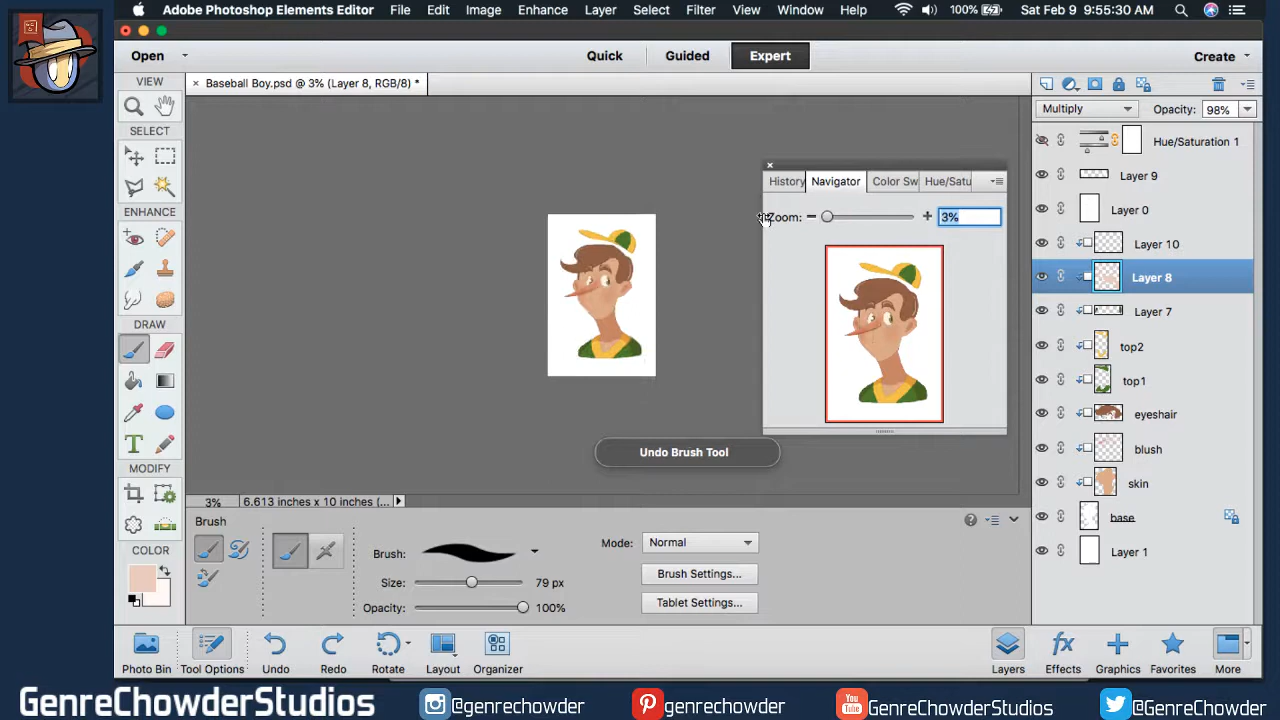 Adobe Photoshop Elements Editor File Edit Image Enhance Layer Select Filter View Window Help 100% Sat Feb 9 9:55:30 AM
Open Quick Guided Expert Create
VIEW
× Baseball Boy.psd @ 3% (Layer 8, RGB/8) *
Multiply Opacity: 98%
SELECT
Hue/Saturation 1
Layer 9
History Navigator Color Sw Hue/Satu
Layer 0
ENHANCE
Zoom: 3%
Layer 10
Layer 8
Layer 7
DRAW
top2
top1
eyeshair
T
Undo Brush Tool
blush
MODIFY
skin
3% 6.613 inches x 10 inches (...
base
Brush
COLOR
Layer 1
Brush:
Mode: Normal
Size: 79 px
Brush Settings...
Opacity: 100%
Tablet Settings...
fx
Photo Bin Tool Options Undo Redo Rotate Layout Organizer Layers Effects Graphics Favorites More
GenreChowderStudios @genrechowder genrechowder YouTube GenreChowderStudios @GenreChowder